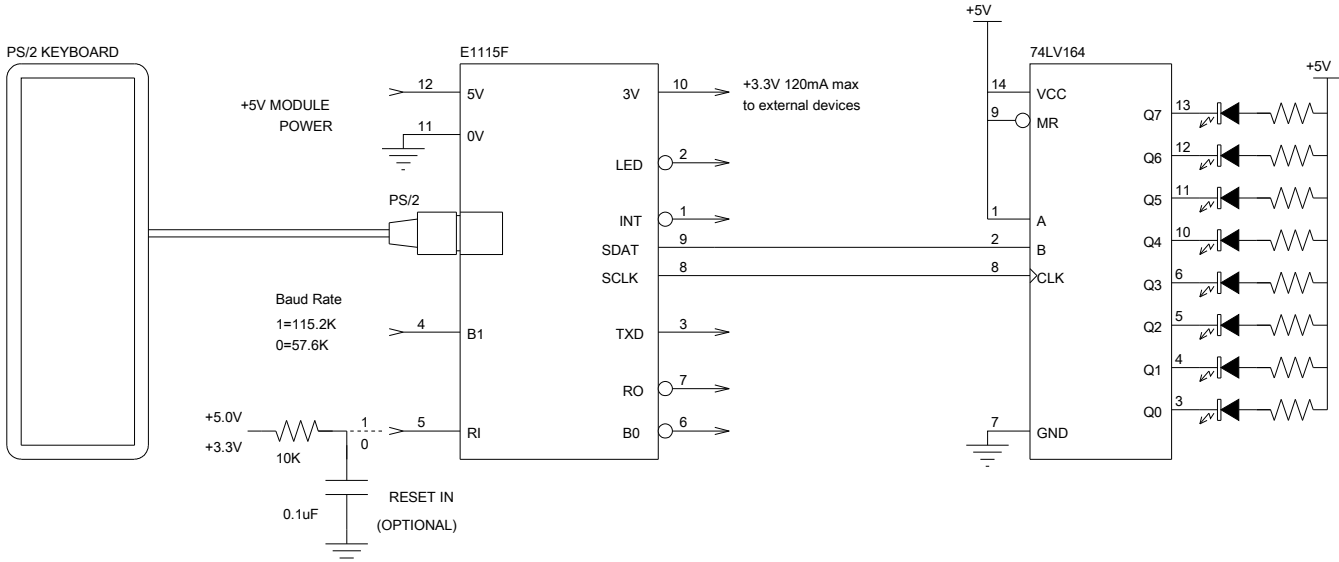 +5V
PS/2 KEYBOARD
E1115F
74LV164
+5V
12
5V
3V
10
+3.3V 120mA max
to external devices
14
VCC
+5V MODULE
POWER
11
0V
9
MR
Q7
13
LED
2
Q6
12
PS/2
Q5
11
INT
1
1
A
SDAT
9
2
B
Q4
10
SCLK
8
8
CLK
Q3
6
Baud Rate
1=115.2K
0=57.6K
4
B1
TXD
3
Q2
5
RO
7
Q1
4
+5.0V
+3.3V
10K
1
0
5
RI
B0
6
7
GND
Q0
3
0.1uF
RESET IN
(OPTIONAL)